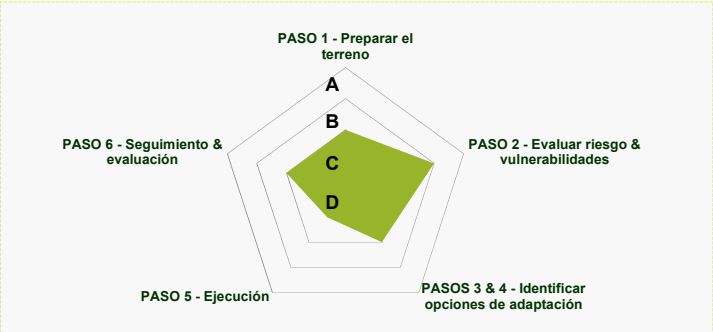 PASO 1 - Preparar el
terreno
A
B
PASO 6 - Seguimiento &
evaluación
PASO 2 - Evaluar riesgo &
vulnerabilidades
C
D
PASO 5 - Ejecución
PASOS 3 & 4 - Identificar
opciones de adaptación